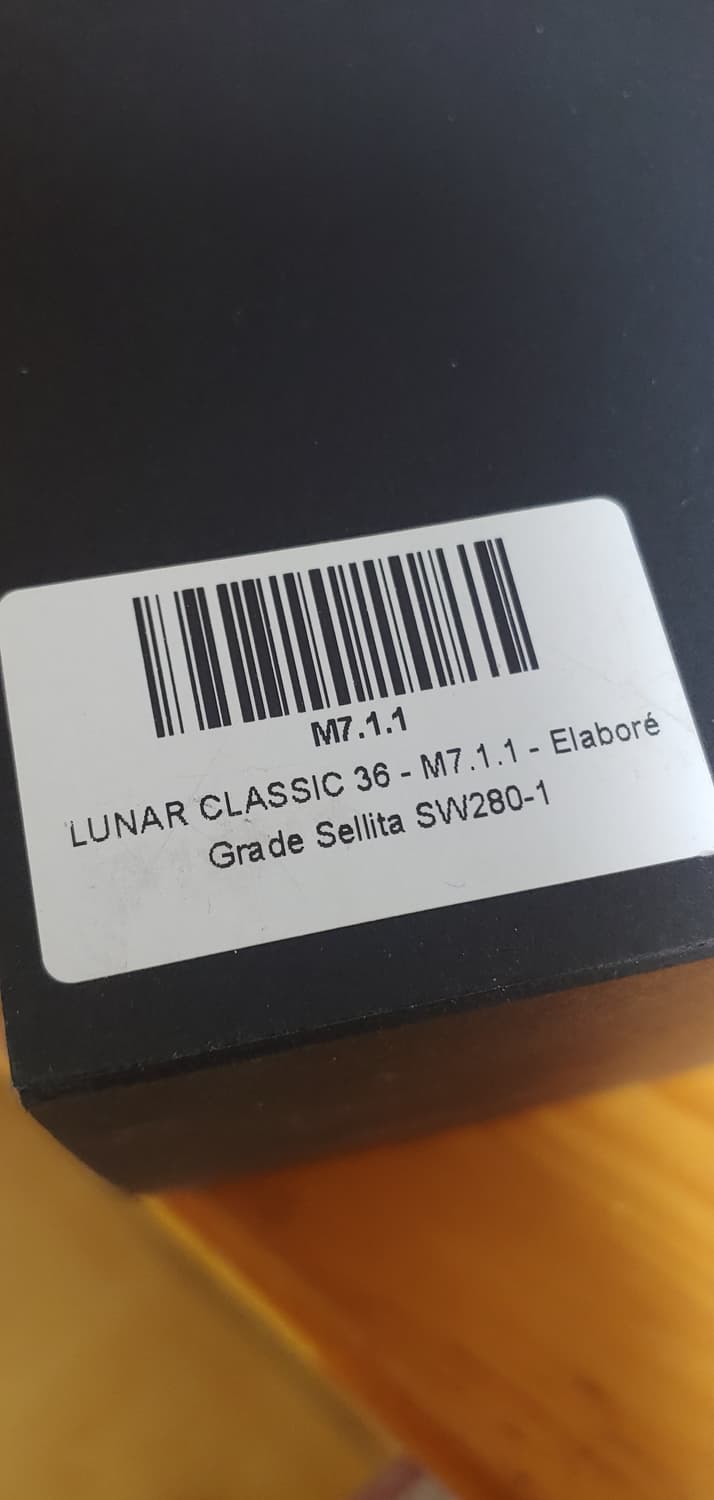 M7.1.1
LUNAR CLASSIC 36 - M7.1.1 - Elaboré
Grade Sellita SW280-1